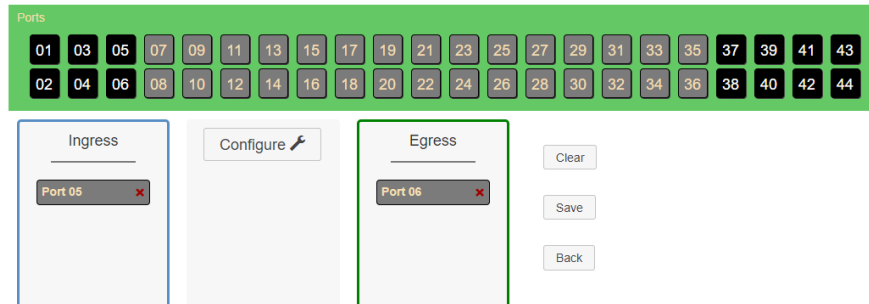 Ports
01 03 05 07 09 11 13 15 17 19 21 23 25 27 29 31 33 35 37 39 41 43
02 04 06 08 10 12 14 16 18 20 22 24 26 28 30 32 34 36 38 40 42 44
Ingress
Configure
Egress
Clear
Port 05
Port 06
Save
Back